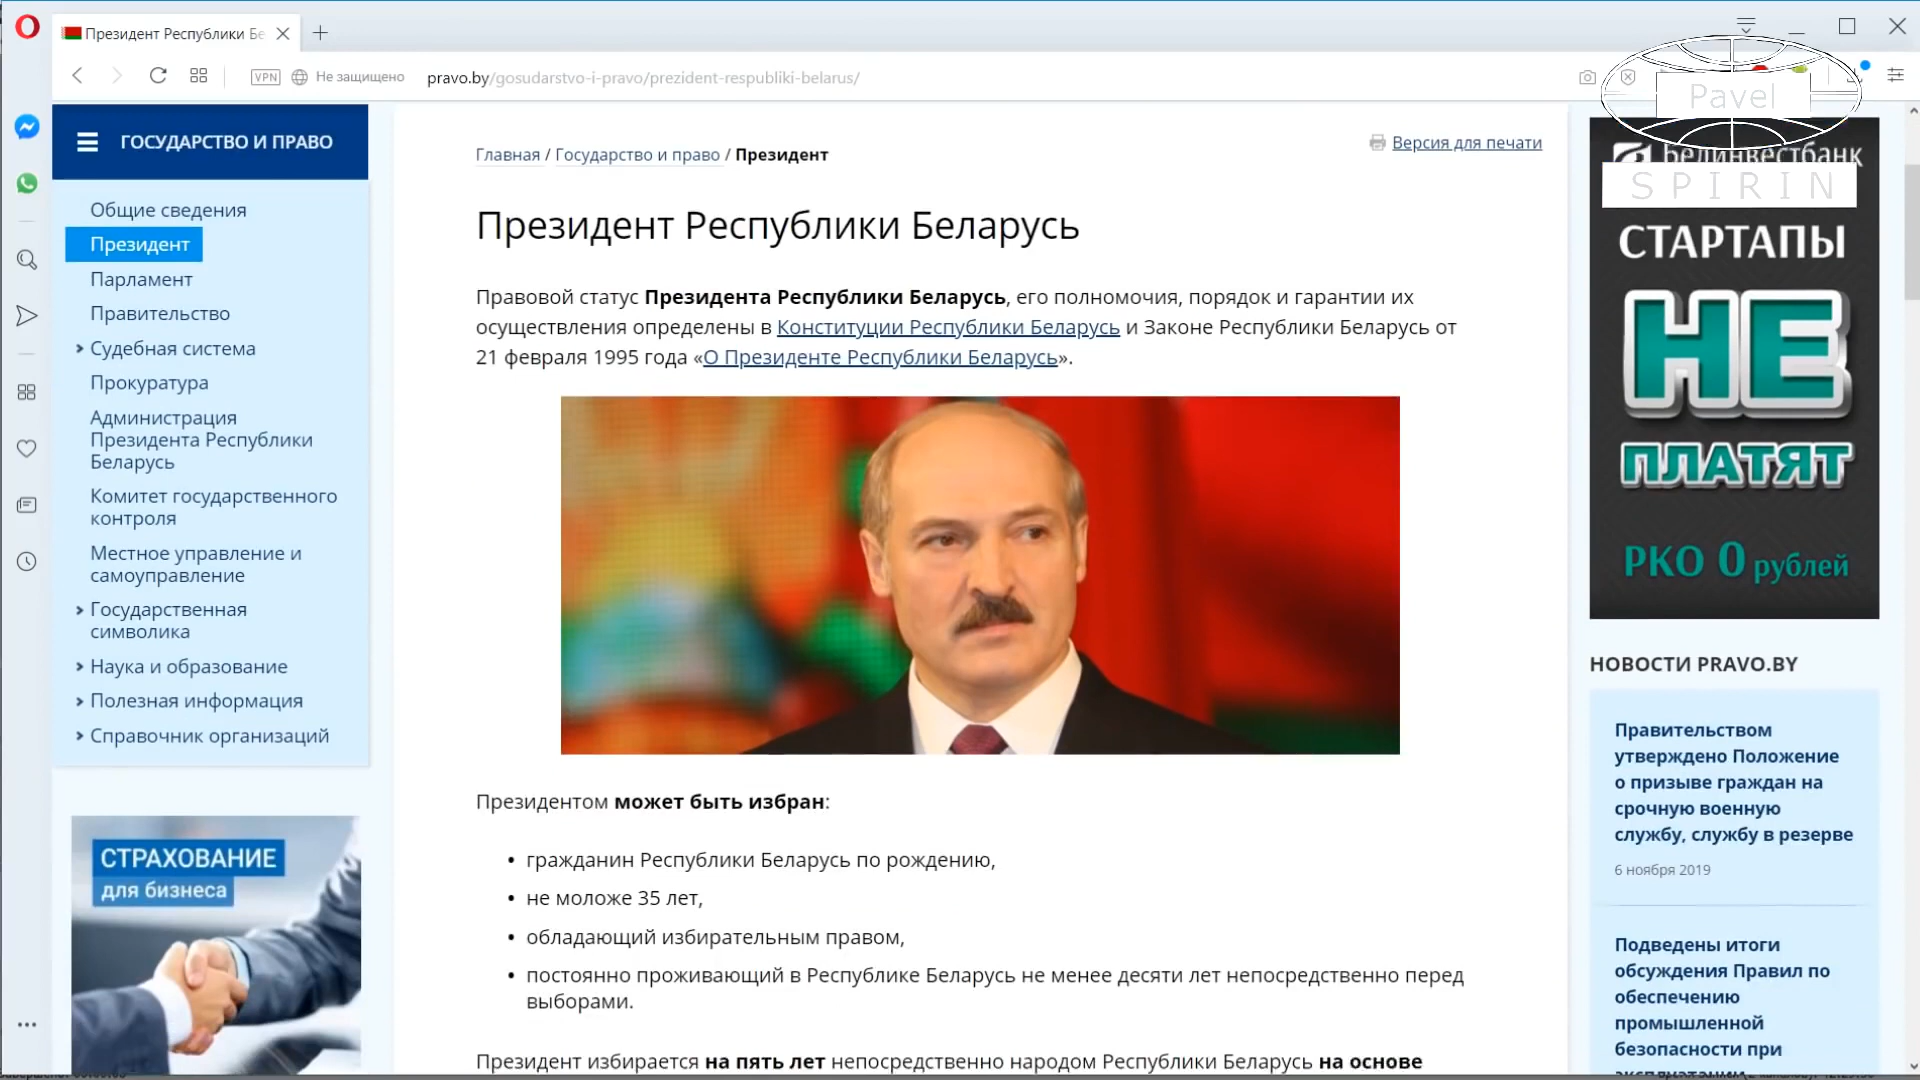 Президент Республики Бе
VPN
Не защищено
pravo.by/gosudarstvo-i-pravo/prezident-respubliki-belarus/
Pavel
SPIRIN
ГОСУДАРСТВО И ПРАВО
Общие сведения
Президент
Парламент
Правительство
Судебная система
Прокуратура
Администрация
Президента Республики
Беларусь
Комитет государственного
контроля
Местное управление и
самоуправление
Государственная
символика
Наука и образование
Полезная информация
Справочник организаций
СТРАХОВАНИЕ
для бизнеса
Главная / Государство и право / Президент
Версия для печати
Президент Республики Беларусь
Правовой статус Президента Республики Беларусь, его полномочия, порядок и гарантии их
осуществления определены в Конституции Республики Беларусь и Законе Республики Беларусь от
21 февраля 1995 года «О Президенте Республики Беларусь».
Президентом может быть избран:
• гражданин Республики Беларусь по рождению,
• не моложе 35 лет,
• обладающий избирательным правом,
• постоянно проживающий в Республике Беларусь не менее десяти лет непосредственно перед
выборами.
Президент избирается на пять лет непосредственно народом Республики Беларусь на основе
Белинвестбанк
СТАРТАПЫ
НЕ
ПЛАТЯТ
РКО 0 рублей
НОВОСТИ PRAVO.BY
Правительством
утверждено Положение
о призыве граждан на
срочную военную
службу, службу в резерве
6 ноября 2019
Подведены итоги
обсуждения Правил по
обеспечению
промышленной
безопасности при
эксплуатации